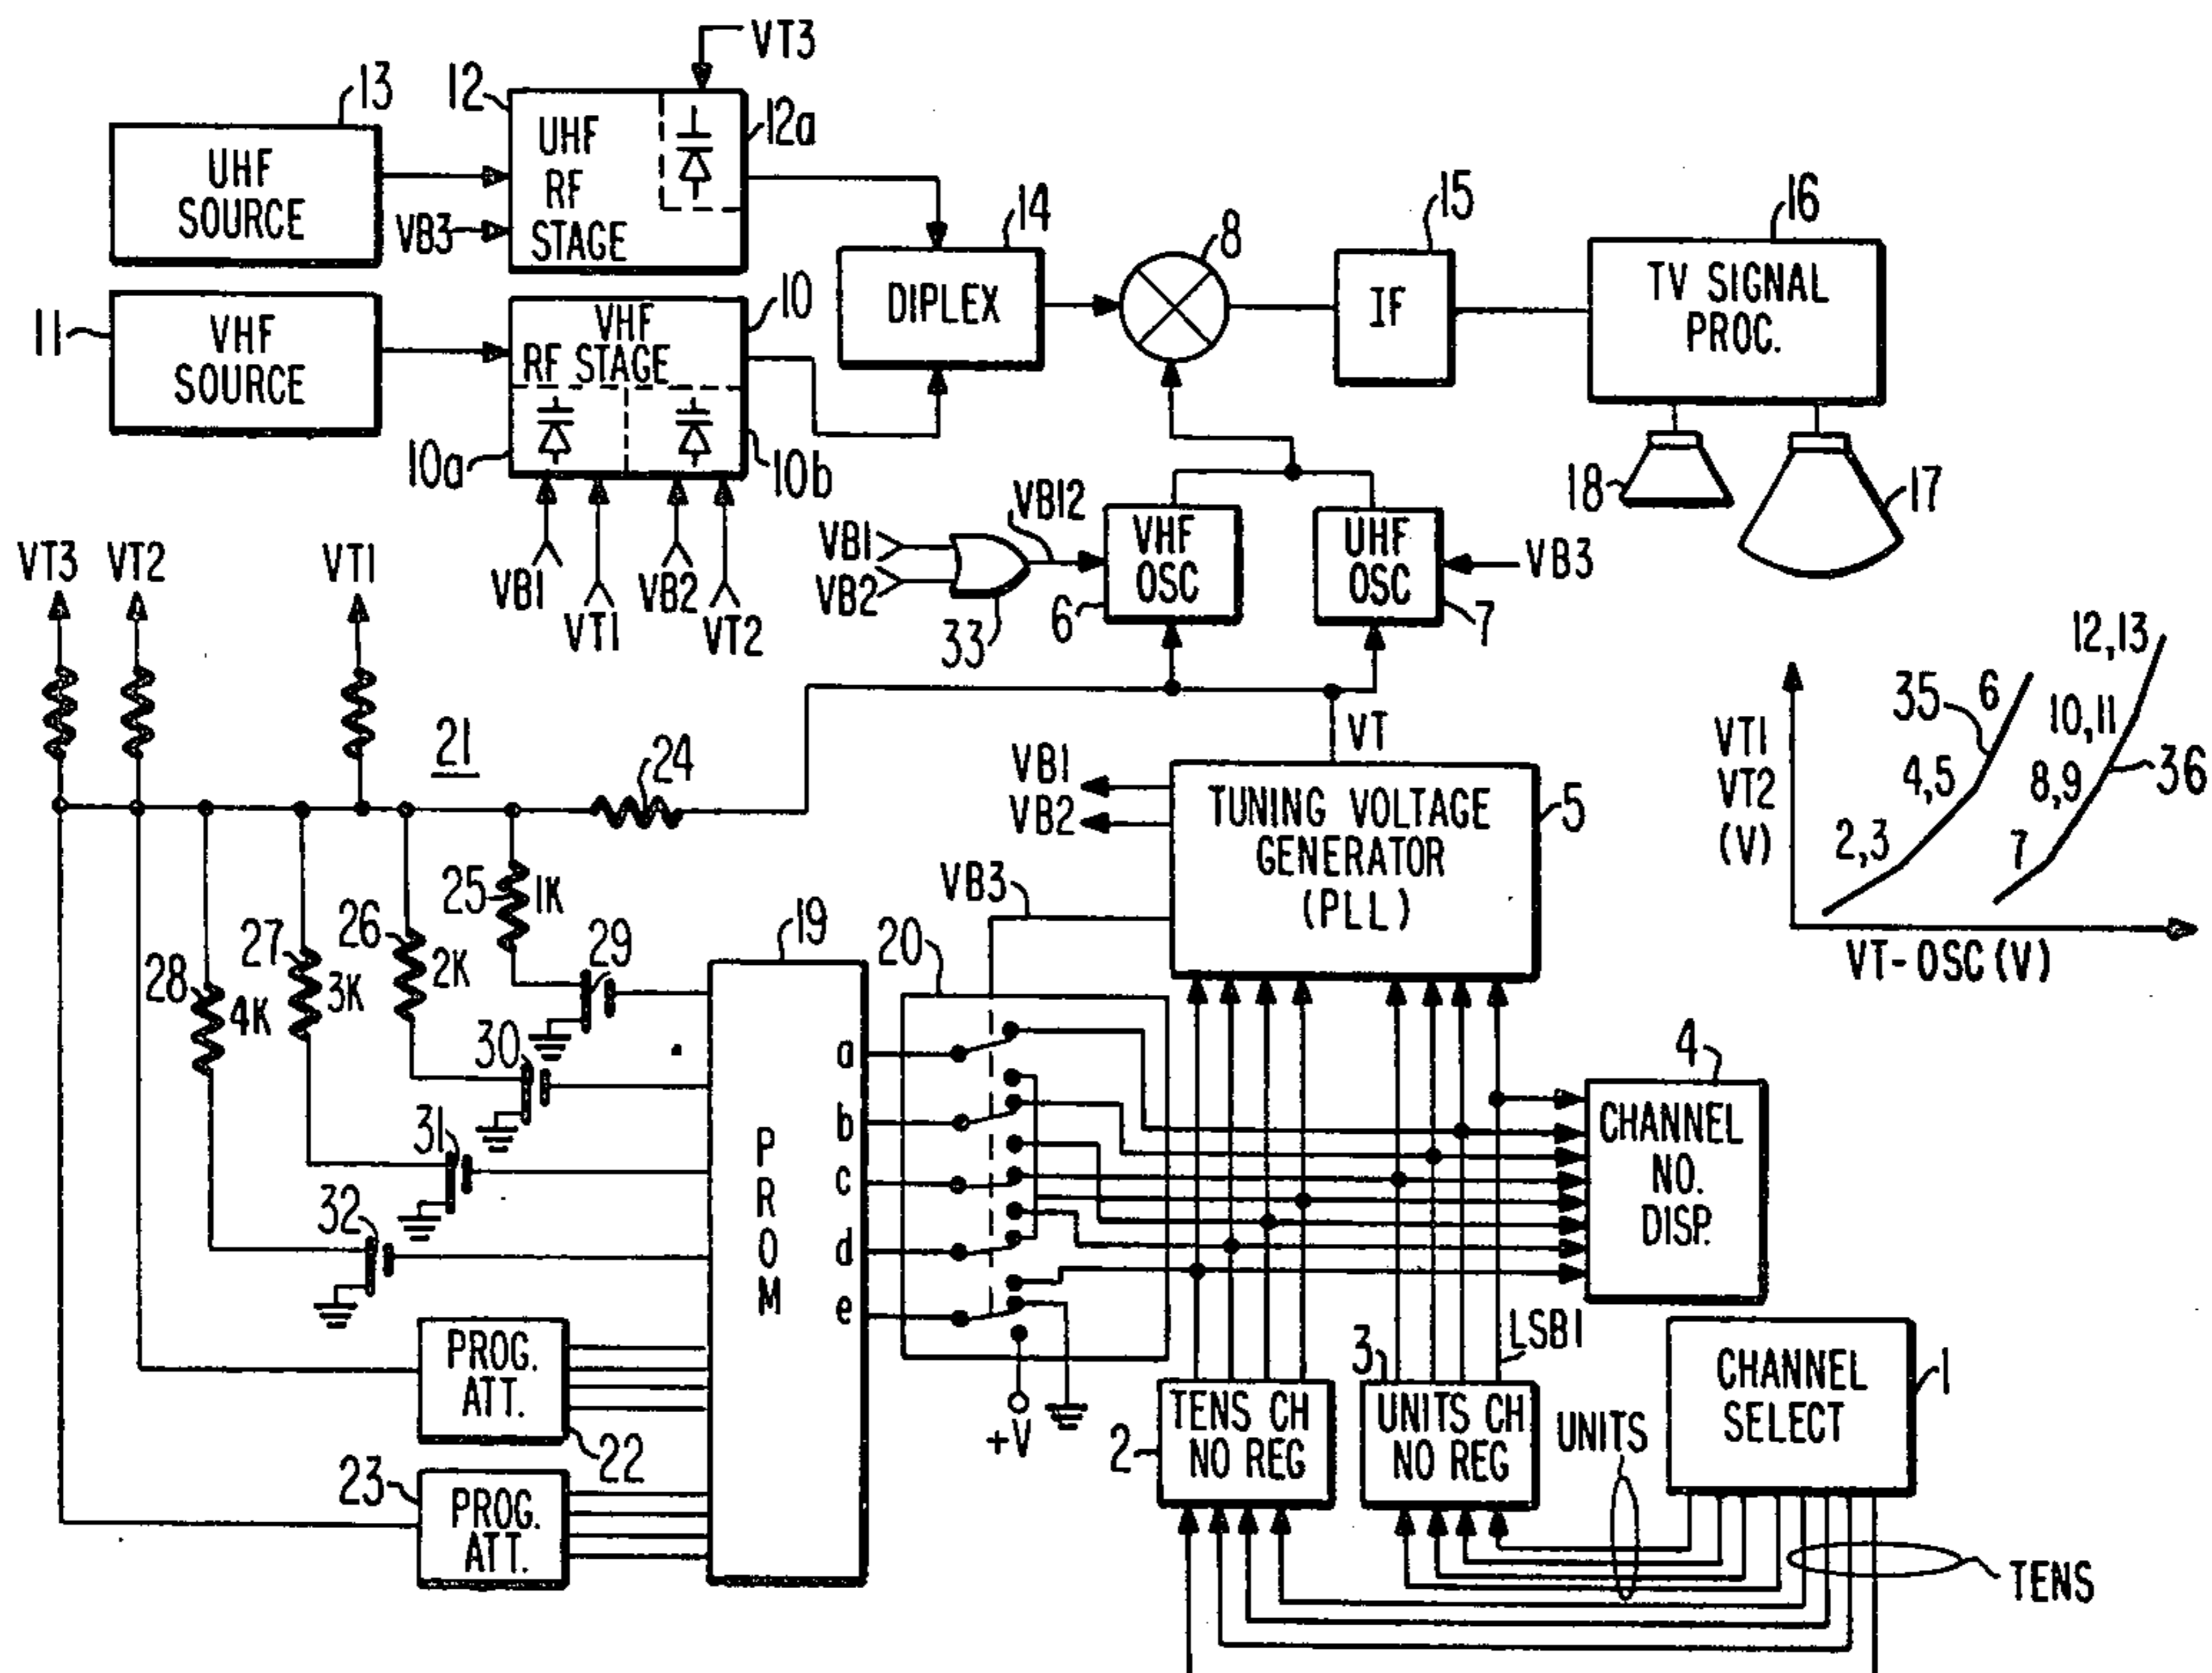 VT3
13
12
12a
UHF
SOURCE
UHF
RF
STAGE
VB3
14
8
15
16
11
VHF
SOURCE
VHF
RF STAGE
10
DIPLEX
IF
TV SIGNAL
PROC.
10a
10b
18
17
VB1
VT1
VB2
VT2
VB1
VB2
VB12
33
VHF
OSC
6
UHF
OSC
7
VB3
VT3
VT2
VT1
21
24
VT
VB1
VB2
VB3
TUNING VOLTAGE
GENERATOR
(PLL)
5
VT1
VT2
(V)
35
6
4,5
2,3
12,13
10,11
8,9
7
36
VT-OSC (V)
25
1K
26
2K
27
3K
28
4K
29
30
31
32
19
20
PROM
a
b
c
d
e
4
CHANNEL
NO.
DISP.
PROG.
ATT.
22
23
PROG.
ATT.
+V
2
TENS CH
NO REG
3
UNITS CH
NO REG
LSB1
UNITS
CHANNEL
SELECT
1
TENS